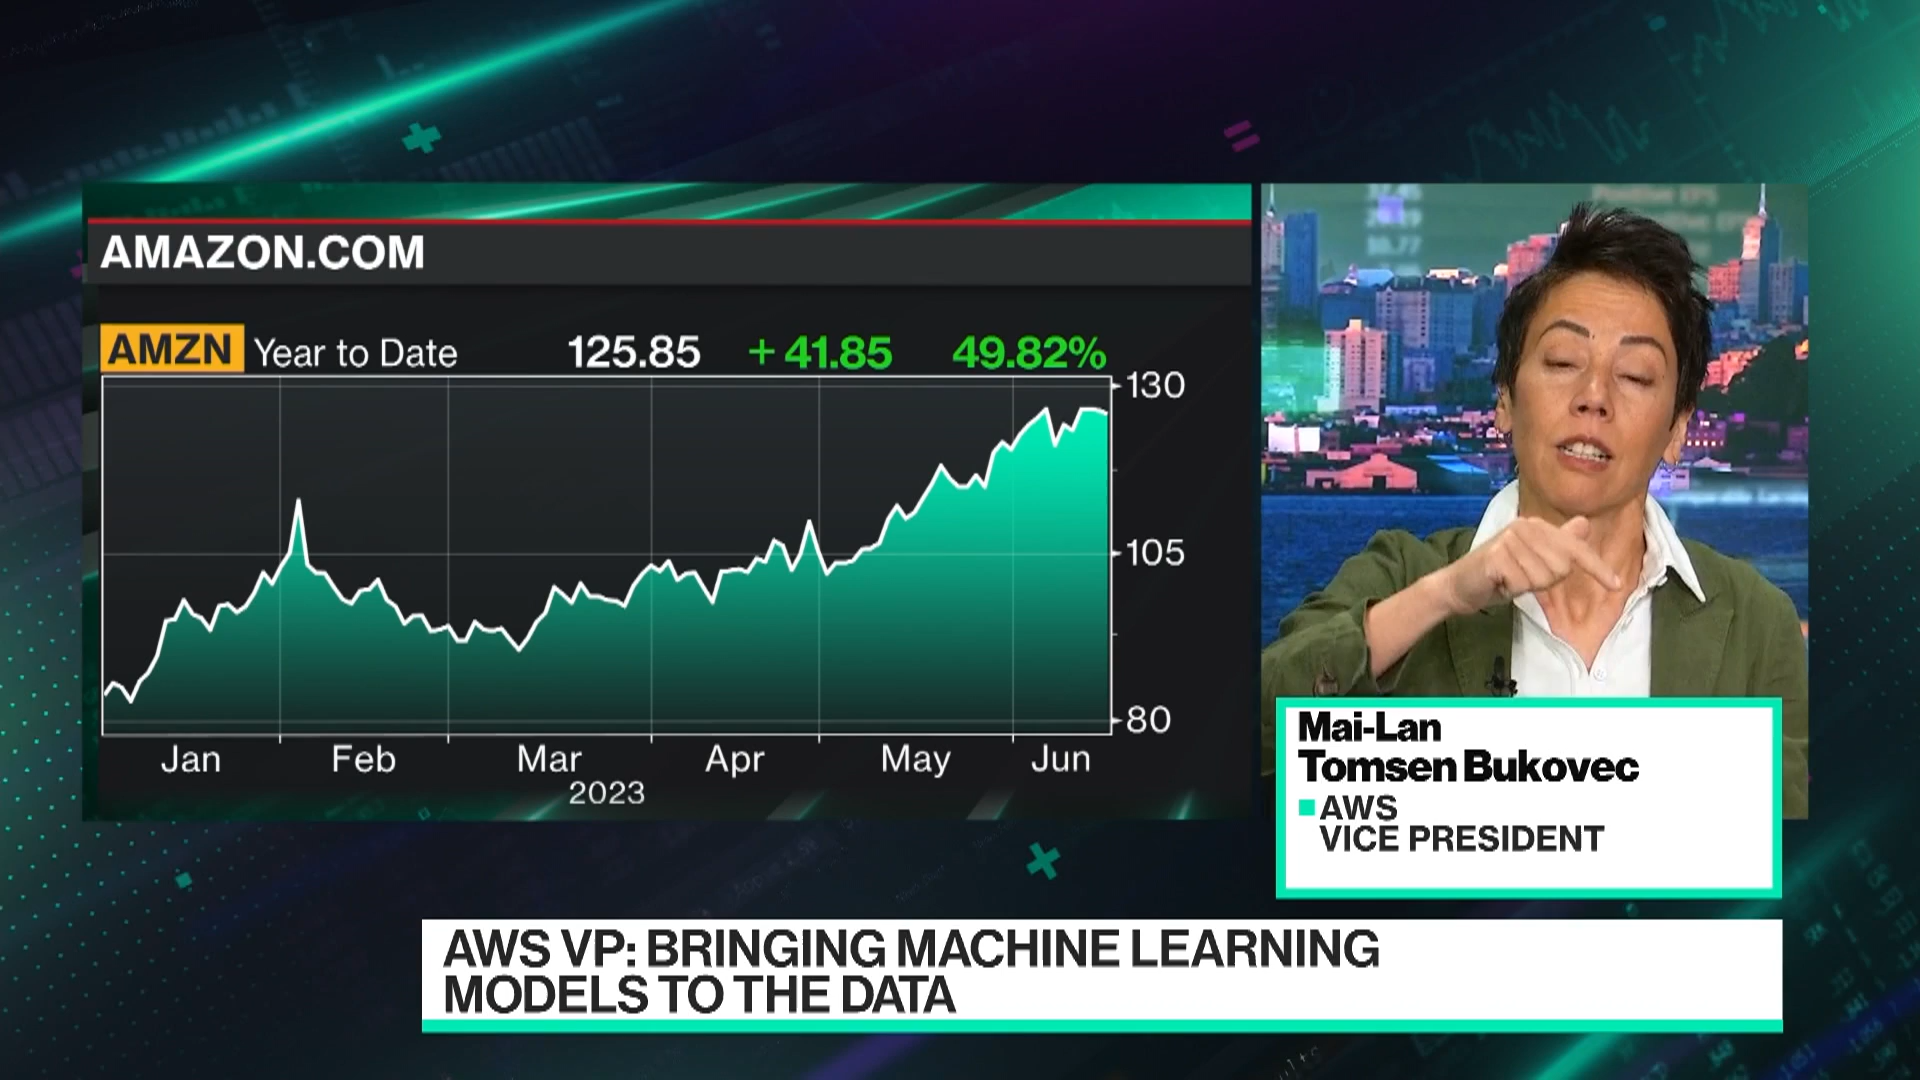 AMAZON.COM
AMZN Year to Date 125.85 +41.85 49.82%
130
105
80
Jan Feb Mar Apr May Jun
2023
Mai-Lan
Tomsen Bukovec
AWS
VICE PRESIDENT
AWS VP: BRINGING MACHINE LEARNING
MODELS TO THE DATA